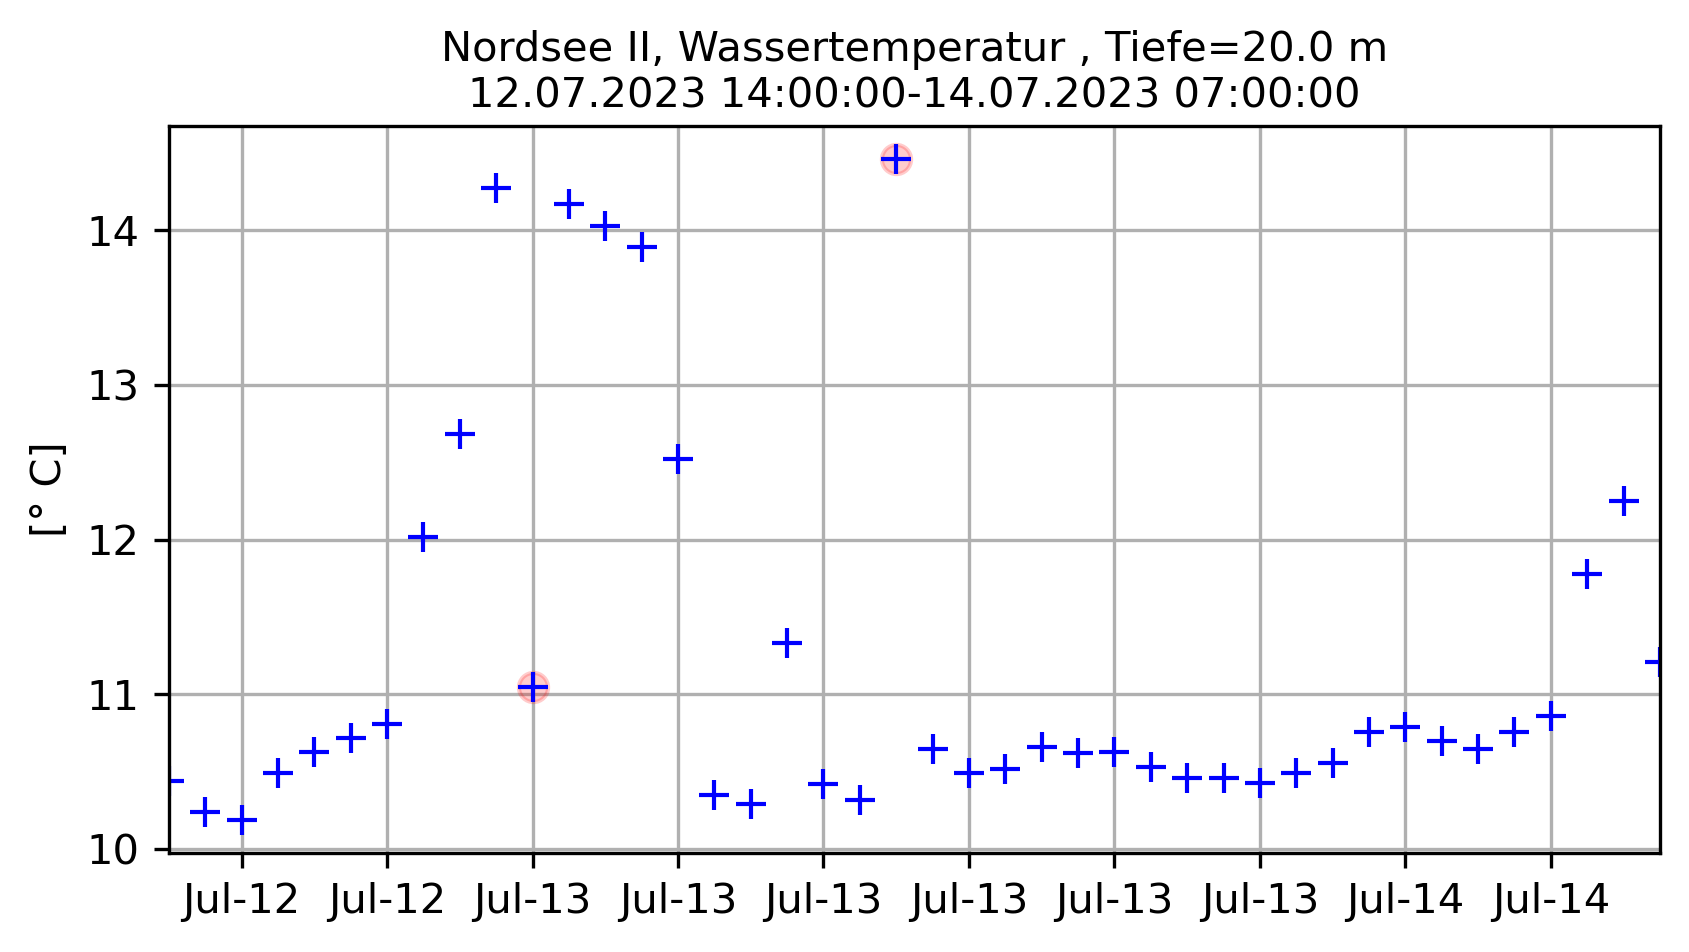 Nordsee II, Wassertemperatur , Tiefe=20.0 m
12.07.2023 14:00:00-14.07.2023 07:00:00
[° C]
14
13
12
11
10
Jul-12 Jul-12 Jul-13 Jul-13 Jul-13 Jul-13 Jul-13 Jul-13 Jul-14 Jul-14